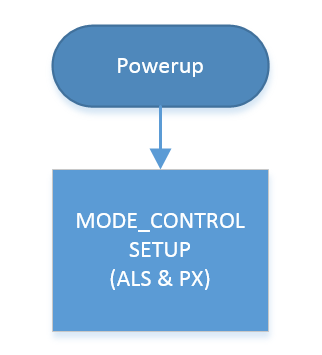 Powerup
MODE_CONTROL
SETUP
(ALS & PX)